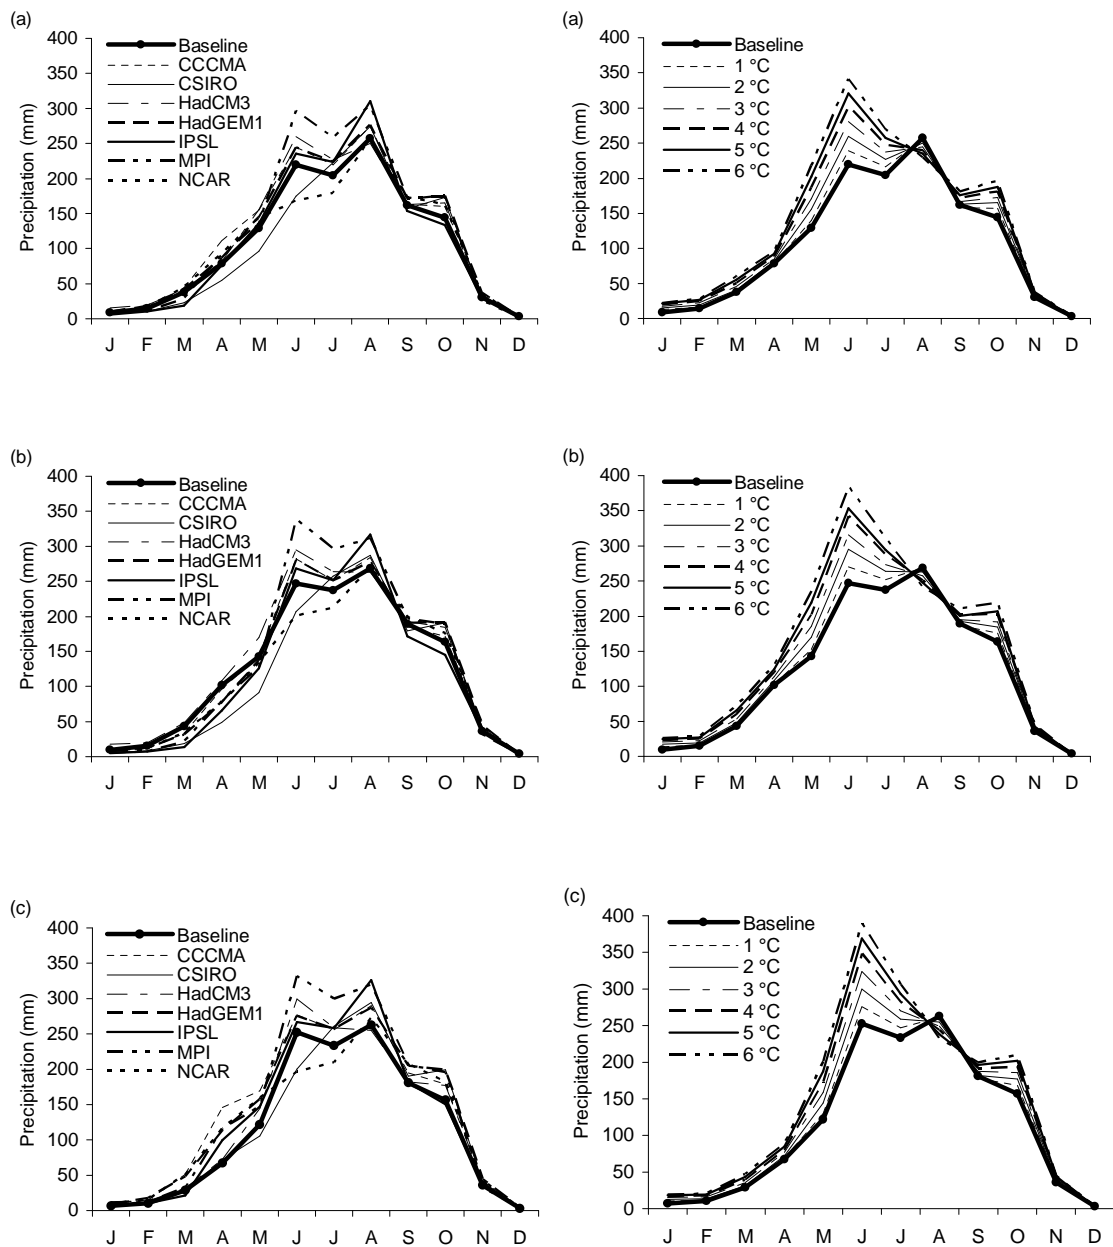 (a)
Precipitation (mm)
400
350
300
250
200
150
100
50
0
Baseline
CCCMA
CSIRO
HadCM3
HadGEM1
IPSL
MPI
NCAR
J F M A M J J A S O N D
(a)
Precipitation (mm)
400
350
300
250
200
150
100
50
0
Baseline
1 °C
2 °C
3 °C
4 °C
5 °C
6 °C
J F M A M J J A S O N D
(b)
Precipitation (mm)
400
350
300
250
200
150
100
50
0
Baseline
CCCMA
CSIRO
HadCM3
HadGEM1
IPSL
MPI
NCAR
J F M A M J J A S O N D
(b)
Precipitation (mm)
400
350
300
250
200
150
100
50
0
Baseline
1 °C
2 °C
3 °C
4 °C
5 °C
6 °C
J F M A M J J A S O N D
(c)
Precipitation (mm)
400
350
300
250
200
150
100
50
0
Baseline
CCCMA
CSIRO
HadCM3
HadGEM1
IPSL
MPI
NCAR
J F M A M J J A S O N D
(c)
Precipitation (mm)
400
350
300
250
200
150
100
50
0
Baseline
1 °C
2 °C
3 °C
4 °C
5 °C
6 °C
J F M A M J J A S O N D